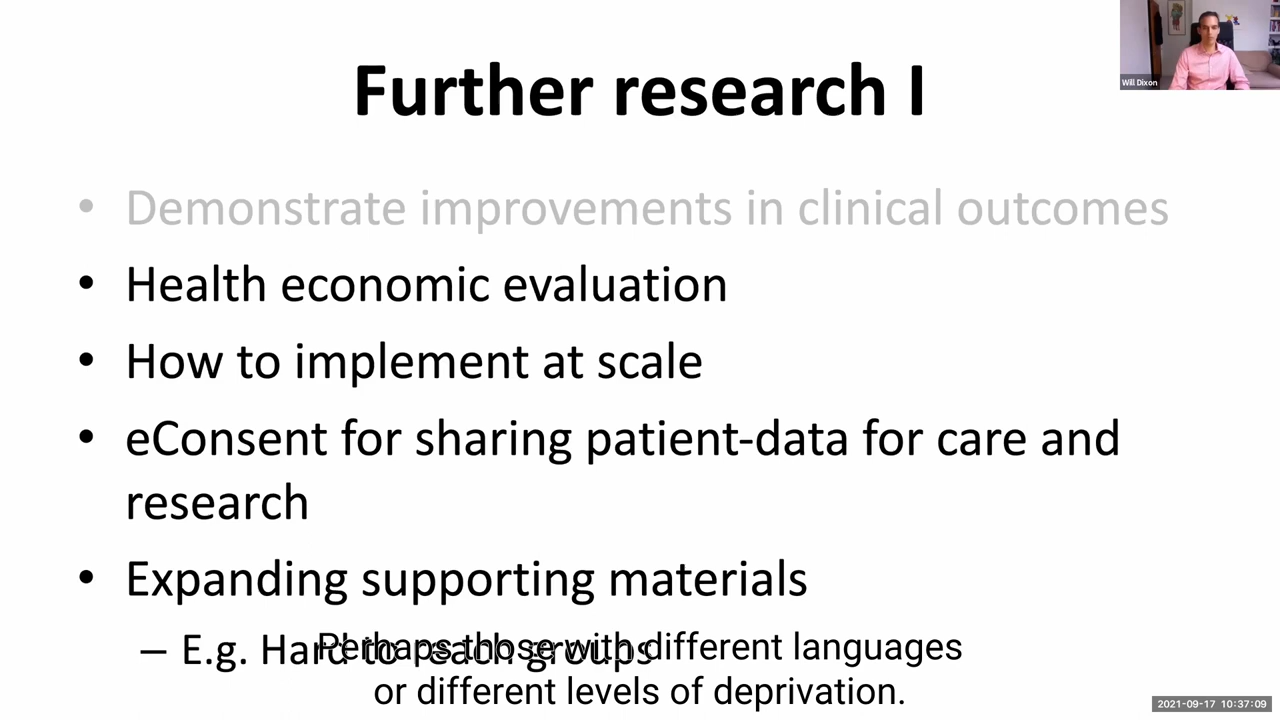 Further research I
Will Dixon
• Demonstrate improvements in clinical outcomes
• Health economic evaluation
• How to implement at scale
• eConsent for sharing patient-data for care and
research
• Expanding supporting materials
– E.g. Hard to reach groups
Perhaps those with different languages
or different levels of deprivation.
2021-09-17 10:37:09